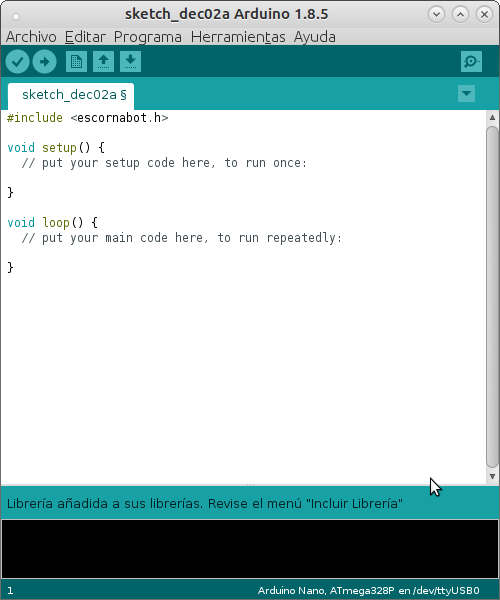 sketch_dec02a Arduino 1.8.5
Archivo Editar Programa Herramientas Ayuda
sketch_dec02a §
#include <escornabot.h>
void setup() {
// put your setup code here, to run once:
}
void loop() {
// put your main code here, to run repeatedly:
}
Librería añadida a sus librerías. Revise el menú "Incluir Librería"
1
Arduino Nano, ATmega328P en /dev/ttyUSB0